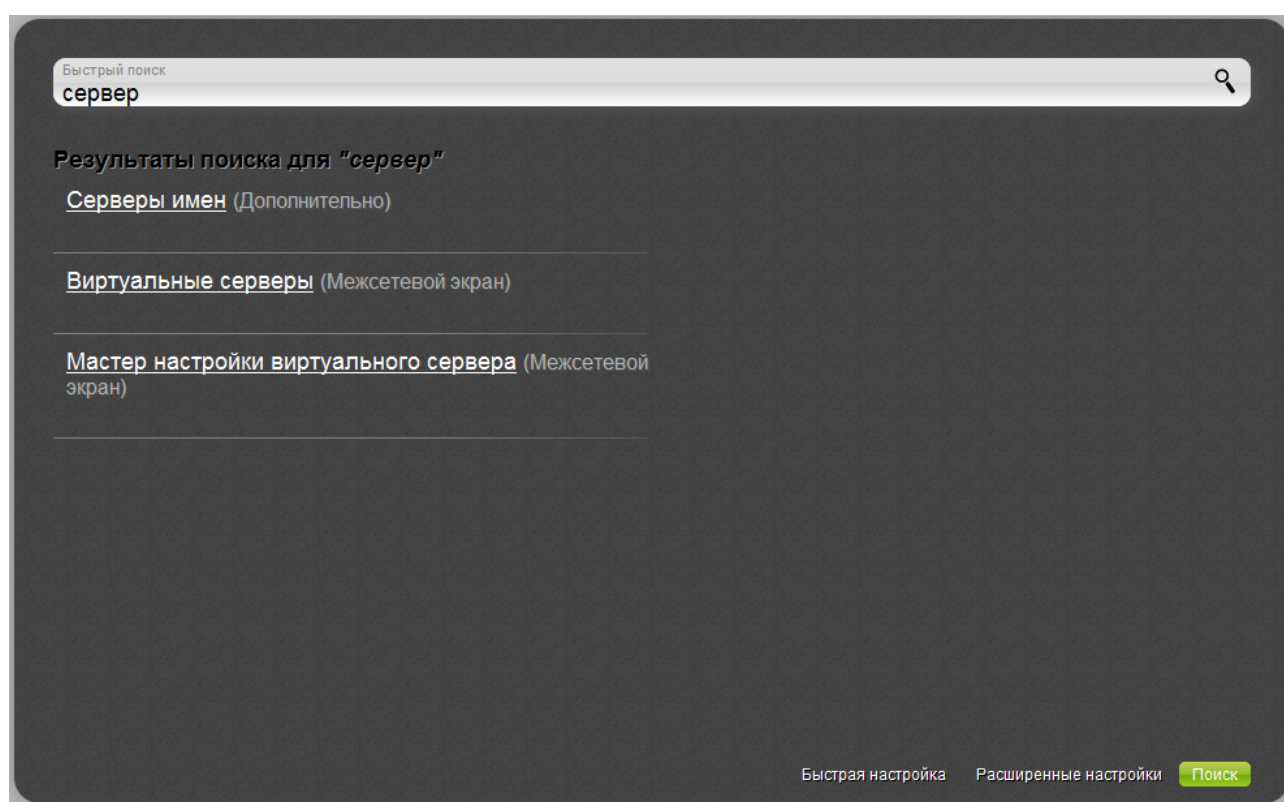 Быстрый поиск
сервер
Результаты поиска для "сервер"
Серверы имен (Дополнительно)
Виртуальные серверы (Межсетевой экран)
Мастер настройки виртуального сервера (Межсетевой
экран)
Быстрая настройка Расширенные настройки Поиск